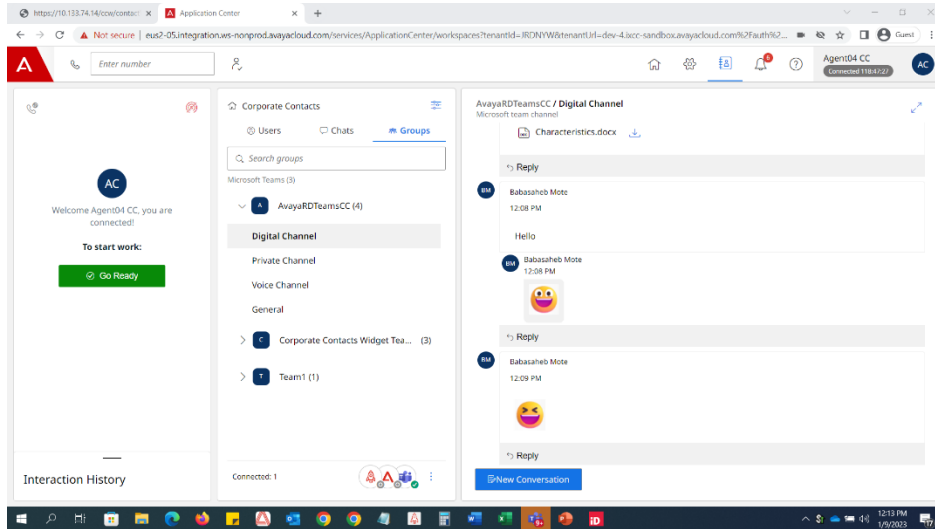 https://10.133.74.14/ccw/contact
Application Center
Not secure
eus2-05.integration.ws-nonprod.avayacloud.com/services/ApplicationCenter/workspaces?tenantId=JRDNYW&tenantUrl=dev-4.ixcc-sandbox.avayacloud.com%2Fauth%2...
Guest
Enter number
6
?
Agent04 CC
Connected 118:47:27
AC
AC
Welcome Agent04 CC, you are
connected!
To start work:
Go Ready
Interaction History
Corporate Contacts
Users
Chats
Groups
Search groups
Microsoft Teams (3)
A
AvayaRDTeamsCC (4)
Digital Channel
Private Channel
Voice Channel
General
C
Corporate Contacts Widget Tea... (3)
T
Team1 (1)
Connected: 1
AvayaRDTeamsCC / Digital Channel
Microsoft team channel
Characteristics.docx
Reply
BM
Babasaheb Mote
12:08 PM
Hello
BM
Babasaheb Mote
12:08 PM
Reply
BM
Babasaheb Mote
12:09 PM
Reply
New Conversation
iD
12:13 PM
1/9/2023